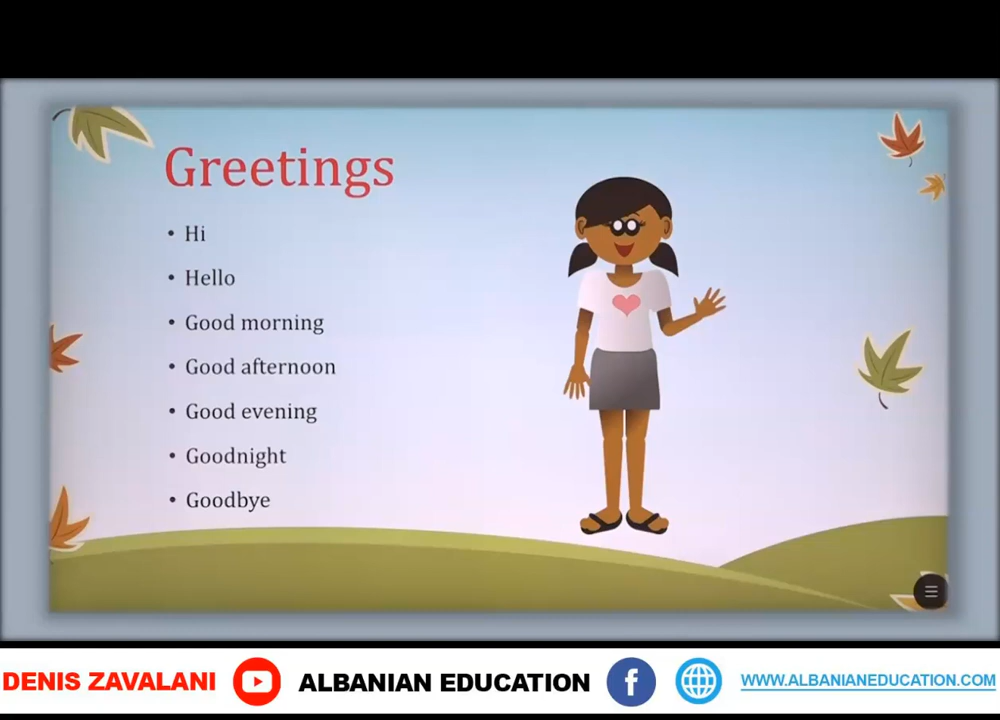 Greetings
• Hi
• Hello
• Good morning
• Good afternoon
• Good evening
• Goodnight
• Goodbye
DENIS ZAVALANI ALBANIAN EDUCATION WWW.ALBANIANEDUCATION.COM